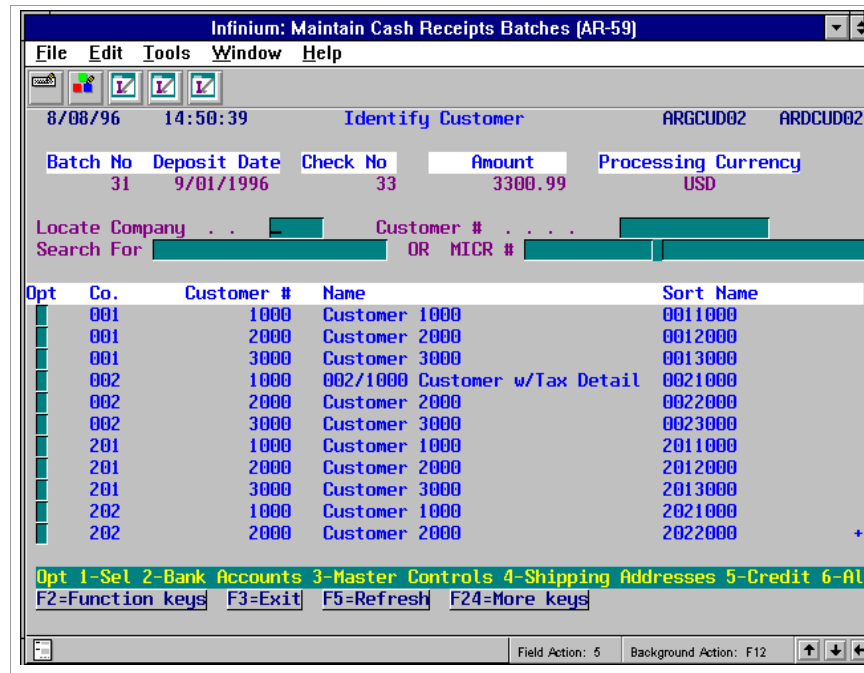 Infinium: Maintain Cash Receipts Batches (AR-59)
File Edit Tools Window Help
8/08/96 14:50:39 Identify Customer ARGCUD02 ARDCUD02
Batch No Deposit Date Check No Amount Processing Currency
31 9/01/1996 33 3300.99 USD
Locate Company . . Customer # . . . .
Search For OR MICR #
Opt Co. Customer # Name Sort Name
001 1000 Customer 1000 0011000
001 2000 Customer 2000 0012000
001 3000 Customer 3000 0013000
002 1000 002/1000 Customer w/Tax Detail 0021000
002 2000 Customer 2000 0022000
002 3000 Customer 3000 0023000
201 1000 Customer 1000 2011000
201 2000 Customer 2000 2012000
201 3000 Customer 3000 2013000
202 1000 Customer 1000 2021000
202 2000 Customer 2000 2022000 +
Opt 1-Sel 2-Bank Accounts 3-Master Controls 4-Shipping Addresses 5-Credit 6-Al
F2=Function keys F3=Exit F5=Refresh F24=More keys
Field Action: 5 Background Action: F12